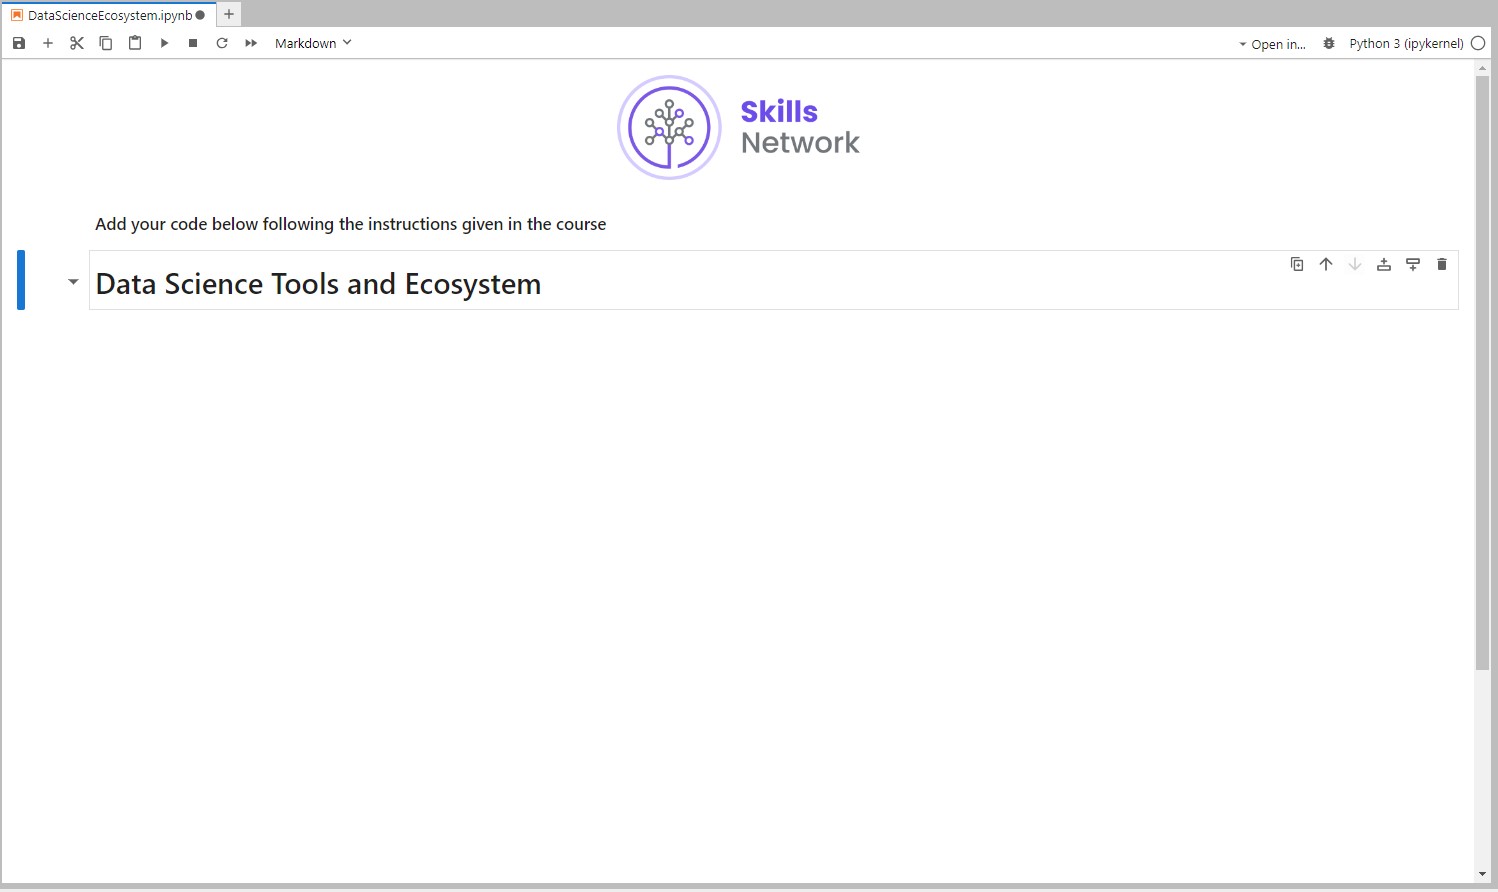 DataScienceEcosystem.ipynb
Markdown
Open in...
Python 3 (ipykernel)
Skills
Network
Add your code below following the instructions given in the course
Data Science Tools and Ecosystem